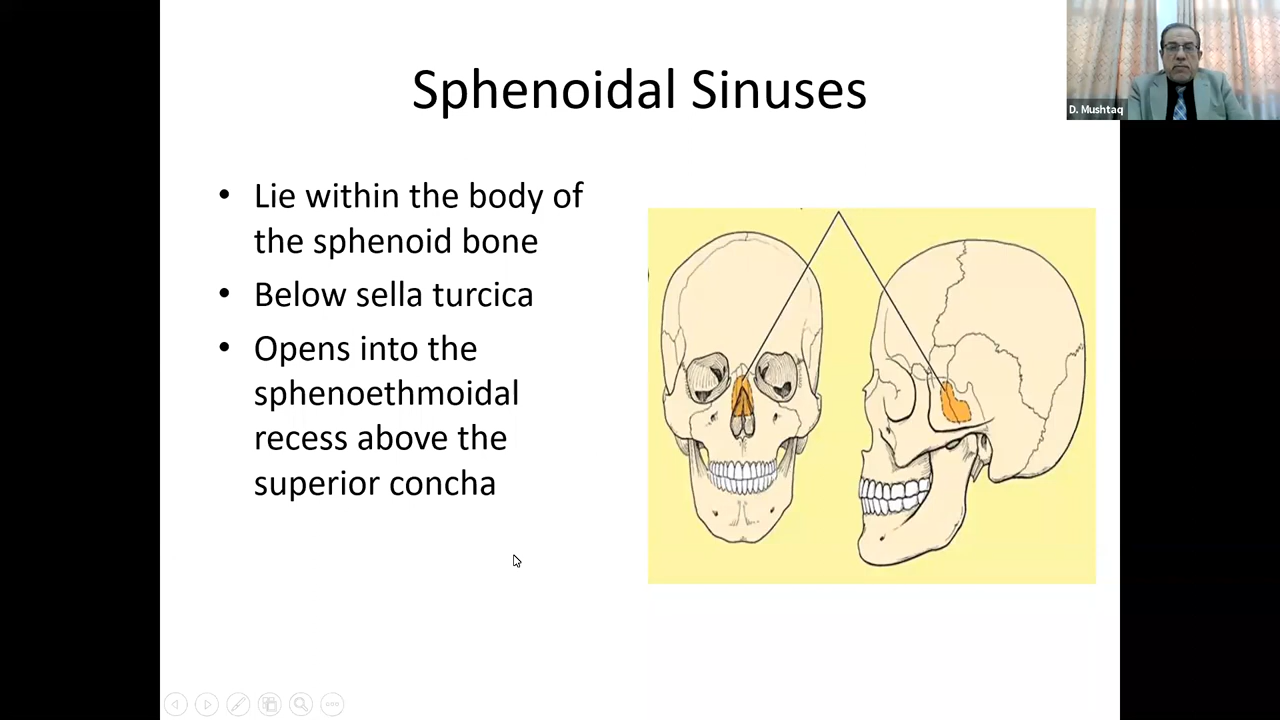 Sphenoidal Sinuses
D. Mushtaq
• Lie within the body of
the sphenoid bone
• Below sella turcica
• Opens into the
sphenoethmoidal
recess above the
superior concha